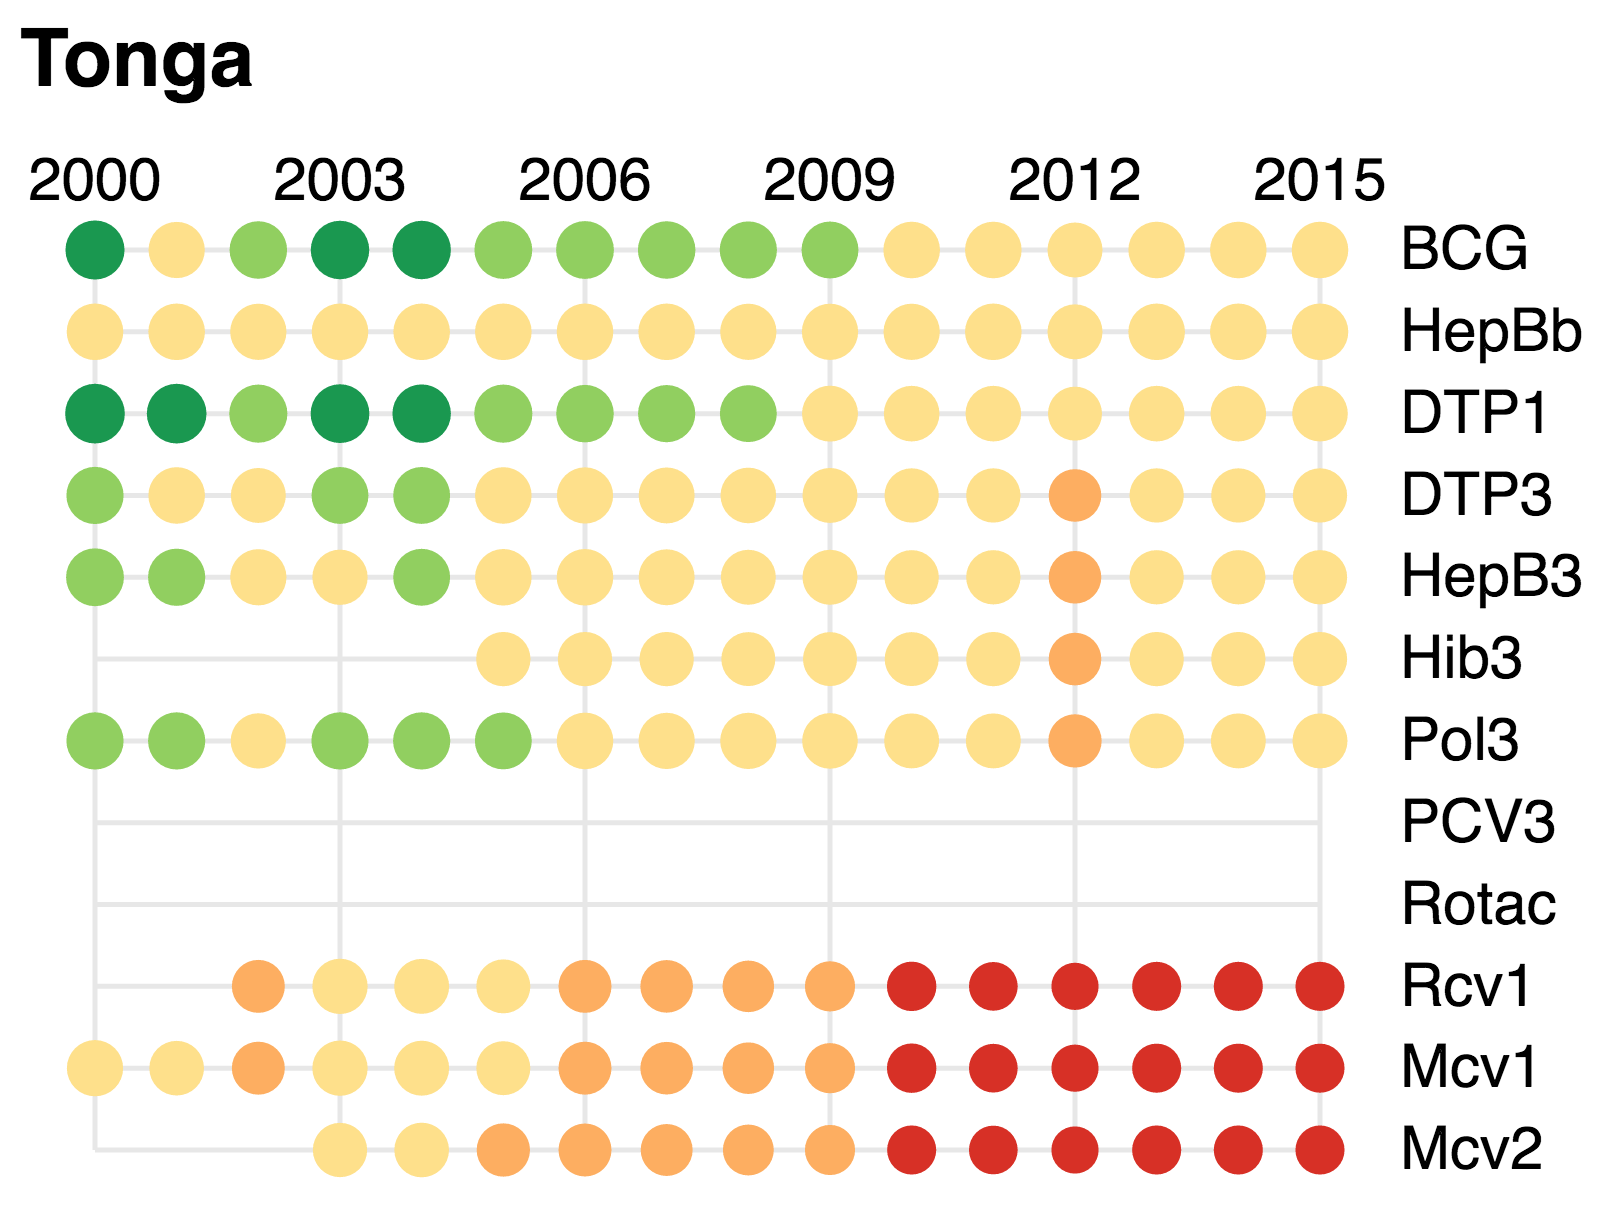 Tonga
2000 2003 2006 2009 2012 2015
BCG
HepBb
DTP1
DTP3
HepB3
Hib3
Pol3
PCV3
Rotac
Rcv1
Mcv1
Mcv2